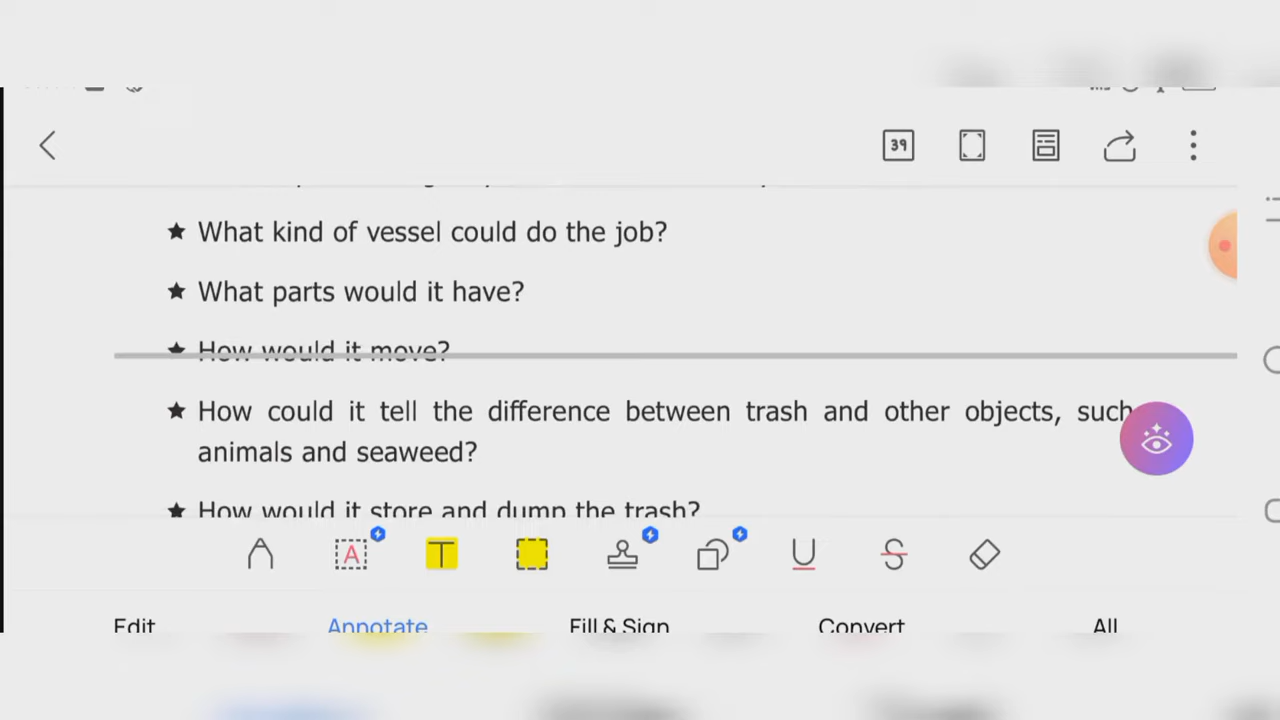 39
★ What kind of vessel could do the job?
★ What parts would it have?
★ How would it move?
★ How could it tell the difference between trash and other objects, such
animals and seaweed?
★ How would it store and dump the trash?
A
T
U
S
Edit Annotate Fill & Sign Convert All